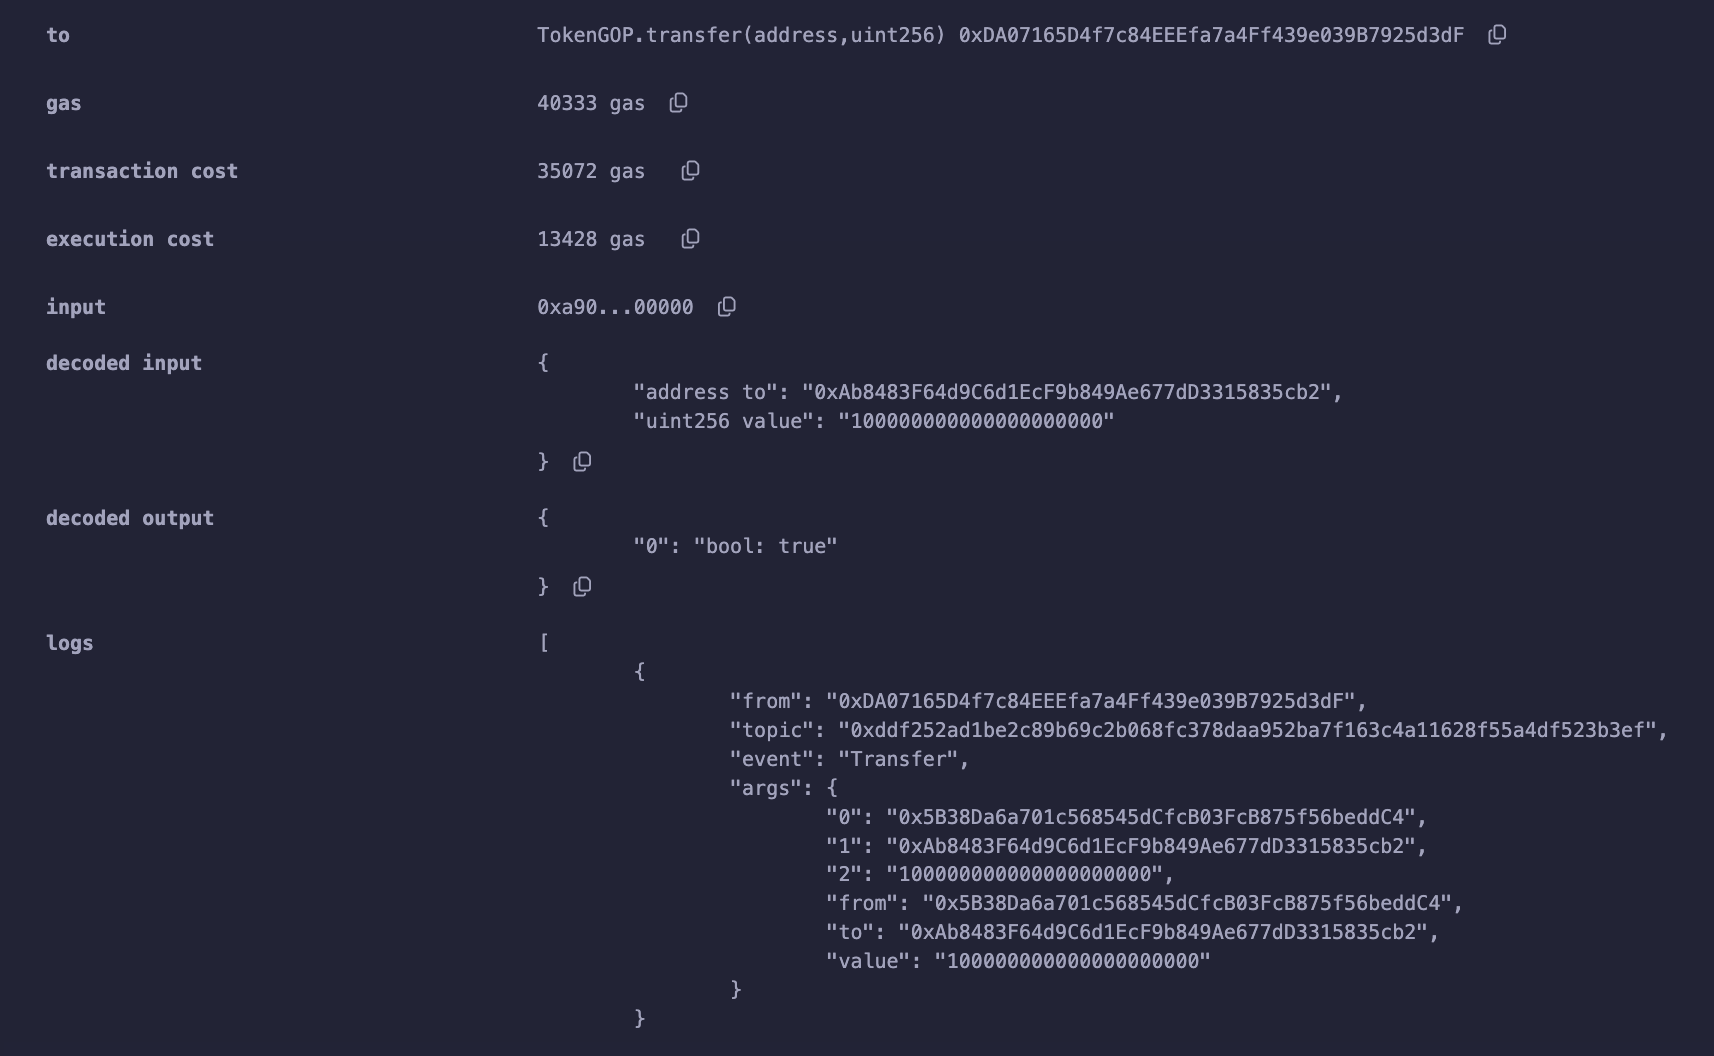 to TokenGOP.transfer(address,uint256) 0xDA07165D4f7c84EEEfa7a4Ff439e039B7925d3dF
gas 40333 gas
transaction cost 35072 gas
execution cost 13428 gas
input 0xa90...00000
decoded input {
"address to": "0xAb8483F64d9C6d1EcF9b849Ae677dD3315835cb2",
"uint256 value": "100000000000000000000"
}
decoded output {
"0": "bool: true"
}
logs [
{
"from": "0xDA07165D4f7c84EEEfa7a4Ff439e039B7925d3dF",
"topic": "0xddf252ad1be2c89b69c2b068fc378daa952ba7f163c4a11628f55a4df523b3ef",
"event": "Transfer",
"args": {
"0": "0x5B38Da6a701c568545dCfcB03FcB875f56beddC4",
"1": "0xAb8483F64d9C6d1EcF9b849Ae677dD3315835cb2",
"2": "100000000000000000000",
"from": "0x5B38Da6a701c568545dCfcB03FcB875f56beddC4",
"to": "0xAb8483F64d9C6d1EcF9b849Ae677dD3315835cb2",
"value": "100000000000000000000"
}
}